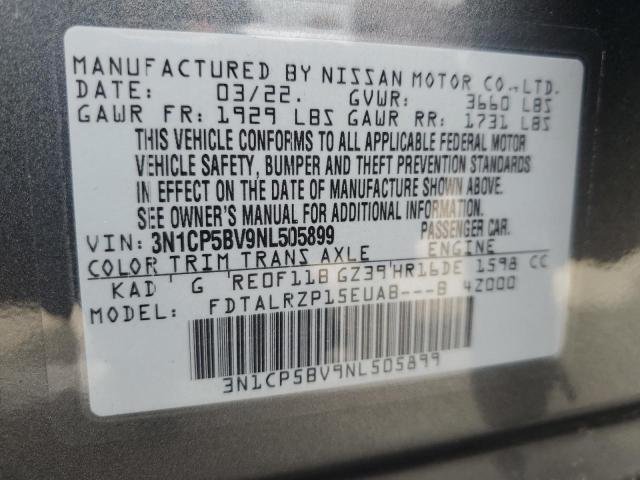 MANUFACTURED BY NISSAN MOTOR CO.,LTD.
DATE: 03/22. GVWR: 3660 LBS
GAWR FR: 1929 LBS GAWR RR: 1731 LBS
THIS VEHICLE CONFORMS TO ALL APPLICABLE FEDERAL MOTOR
VEHICLE SAFETY, BUMPER AND THEFT PREVENTION STANDARDS
IN EFFECT ON THE DATE OF MANUFACTURE SHOWN ABOVE.
SEE OWNER'S MANUAL FOR ADDITIONAL INFORMATION.
VIN: 3N1CP5BV9NL505899 PASSENGER CAR.
COLOR TRIM TRANS AXLE ENGINE
KAD G RE0F11B GZ39 HR16DE 1598 CC
MODEL: FDTALRZP15EUAB---B 4Z000
3N1CP5BV9NL505899